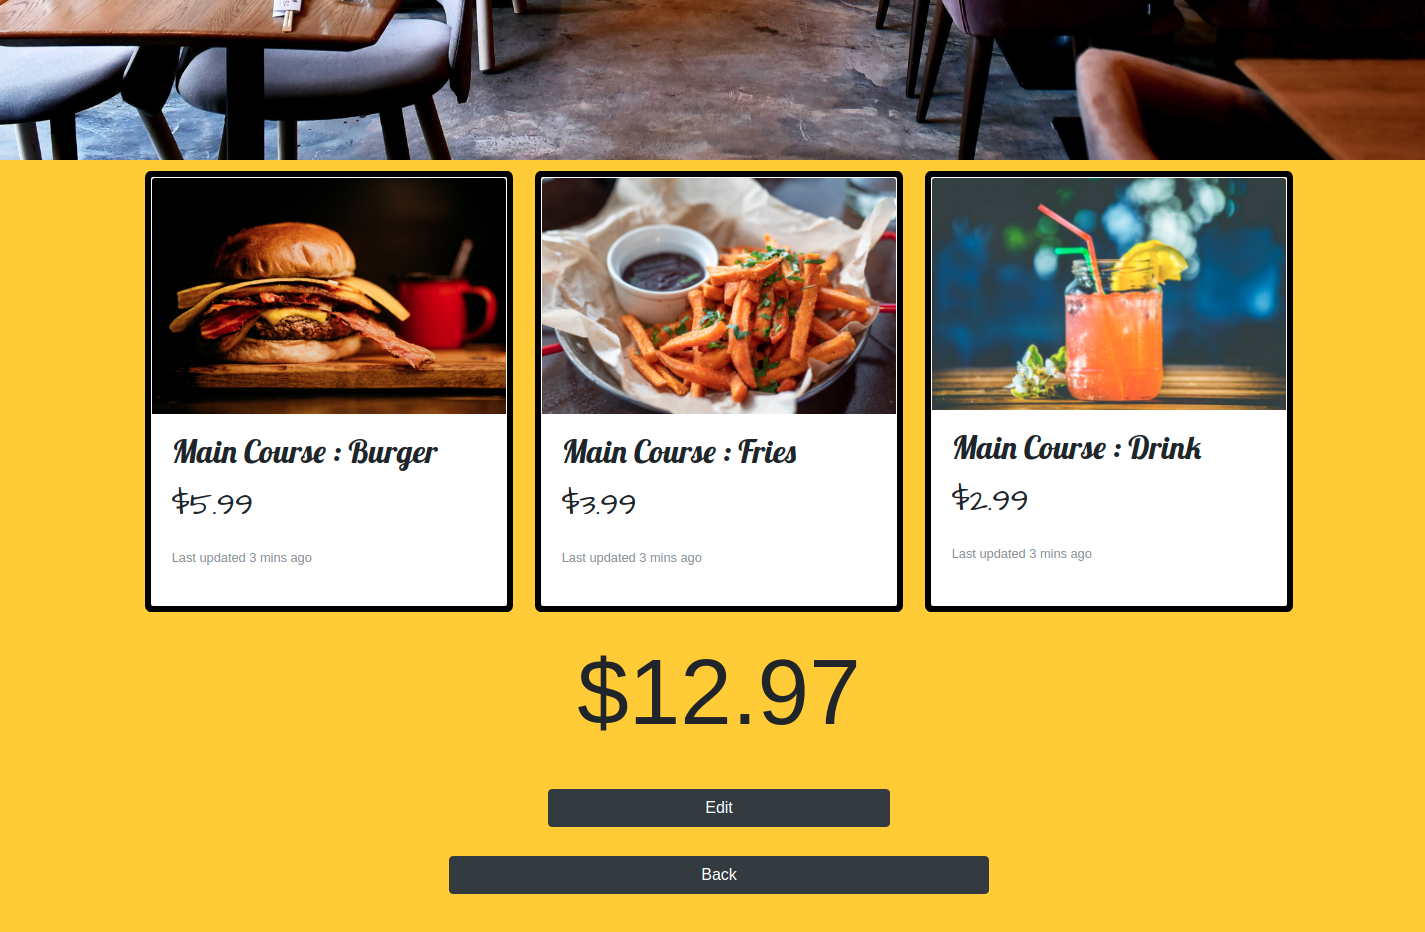 Main Course : Burger
$5.99
Last updated 3 mins ago
Main Course : Fries
$3.99
Last updated 3 mins ago
Main Course : Drink
$2.99
Last updated 3 mins ago
$12.97
Edit
Back